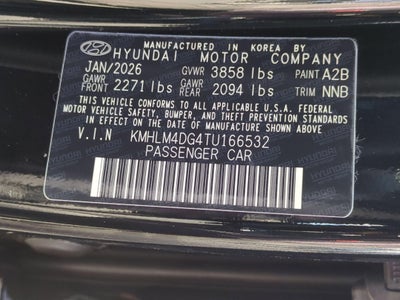 MANUFACTURED IN KOREA BY
HYUNDAI MOTOR COMPANY
JAN/2026 GVWR 3858 lbs PAINT A2B
GAWR FRONT 2271 lbs GAWR REAR 2094 lbs TRIM NNB
THIS VEHICLE CONFORMS TO ALL APPLICABLE U.S.A. FEDERAL
MOTOR VEHICLE SAFETY, BUMPER, AND THEFT PREVENTION STANDARDS
IN EFFECT ON THE DATE OF MANUFACTURE SHOWN ABOVE.
V.I.N KMHLM4DG4TU166532
PASSENGER CAR